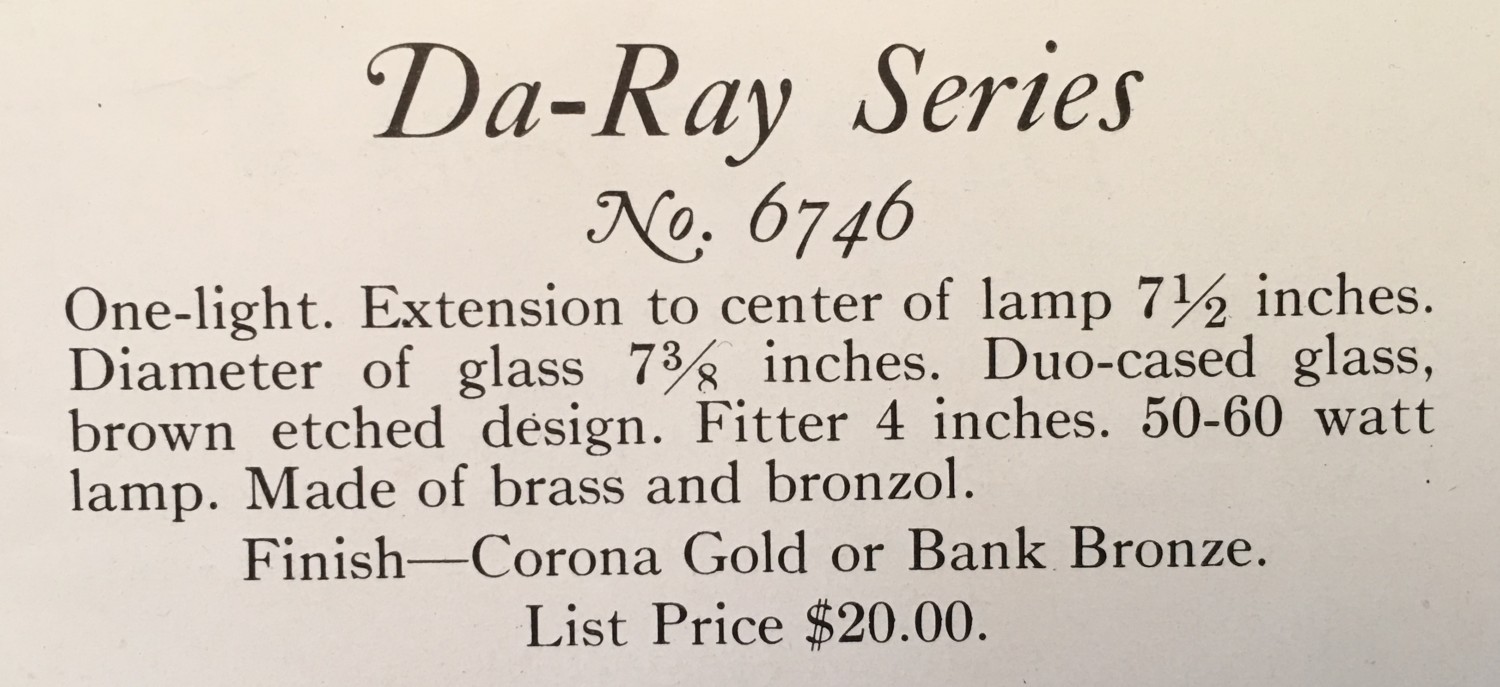 Da-Ray Series
No. 6746
One-light. Extension to center of lamp 7½ inches.
Diameter of glass 7⅜ inches. Duo-cased glass,
brown etched design. Fitter 4 inches. 50-60 watt
lamp. Made of brass and bronzol.
Finish—Corona Gold or Bank Bronze.
List Price $20.00.